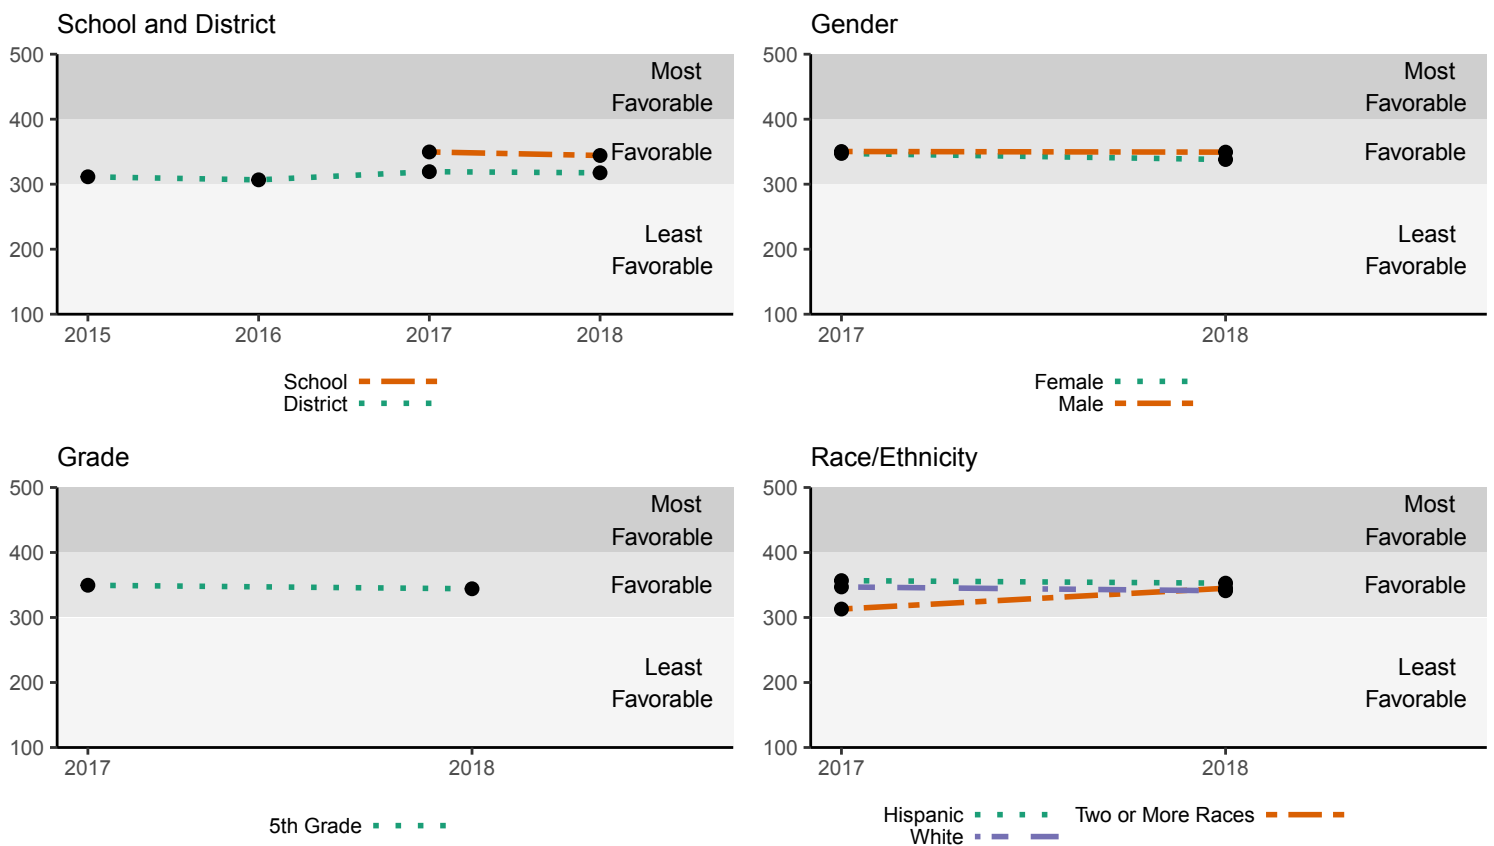 School and District
500
400
300
200
100
Most
Favorable
Favorable
Least
Favorable
2015 2016 2017 2018
School
District
Gender
500
400
300
200
100
Most
Favorable
Favorable
Least
Favorable
2017 2018
Female
Male
Grade
500
400
300
200
100
Most
Favorable
Favorable
Least
Favorable
2017 2018
5th Grade
Race/Ethnicity
500
400
300
200
100
Most
Favorable
Favorable
Least
Favorable
2017 2018
Hispanic Two or More Races
White